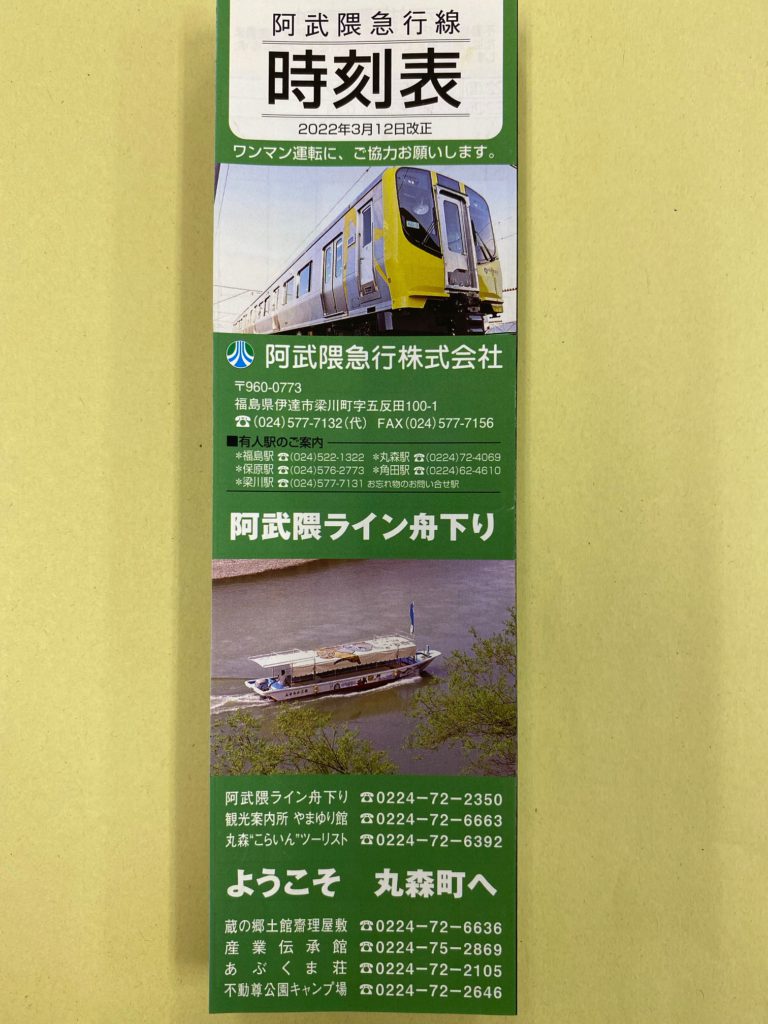 阿武隈急行線
時刻表
2022年3月12日改正
ワンマン運転に、ご協力お願いします。
阿武隈急行株式会社
〒960-0773
福島県伊達市梁川町字五反田100-1
☎(024)577-7132(代) FAX(024)577-7156
■有人駅のご案内
*福島駅 ☎(024)522-1322 *丸森駅 ☎(0224)72-4069
*保原駅 ☎(024)576-2773 *角田駅 ☎(0224)62-4610
*梁川駅 ☎(024)577-7131 お忘れ物のお問い合せ駅
阿武隈ライン舟下り
阿武隈ライン舟下り ☎0224-72-2350
観光案内所 やまゆり館 ☎0224-72-6663
丸森“こらいん”ツーリスト ☎0224-72-6392
ようこそ 丸森町へ
蔵の郷土館齋理屋敷 ☎0224-72-6636
産業伝承館 ☎0224-75-2869
あぶくま荘 ☎0224-72-2105
不動尊公園キャンプ場 ☎0224-72-2646